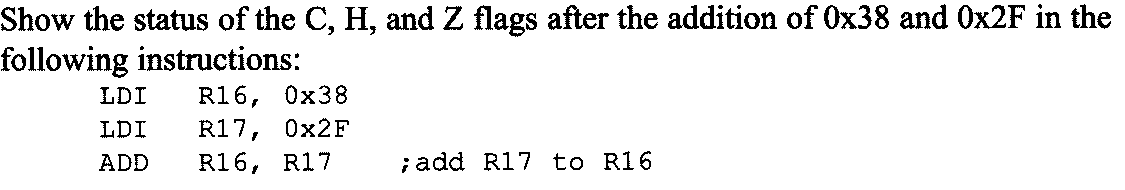 Show the status of the C, H, and Z flags after the addition of 0x38 and 0x2F in the
following instructions:
LDI R16, 0x38
LDI R17, 0x2F
ADD R16, R17 ;add R17 to R16